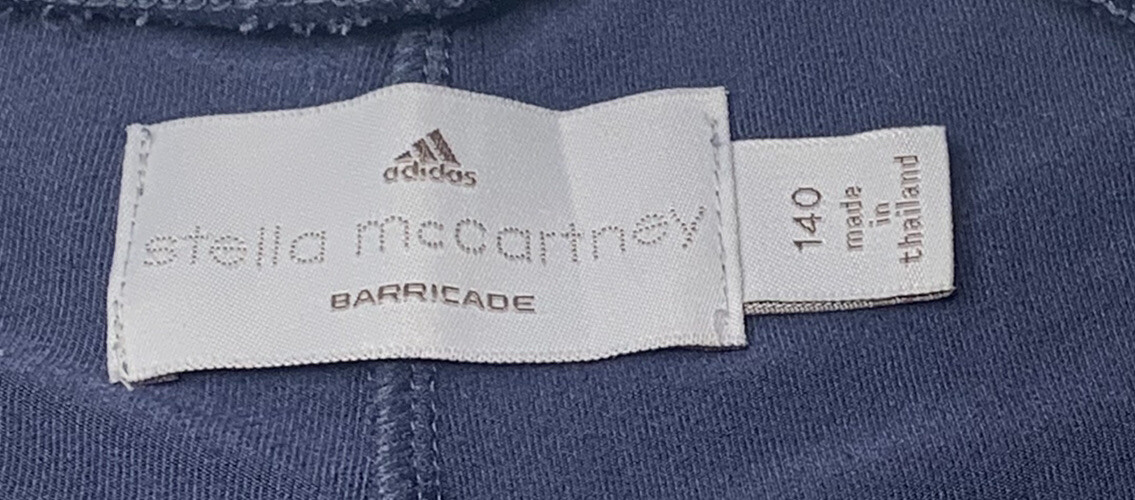 adidas
stella mcCartney
BARRICADE
140
made
in
thailand